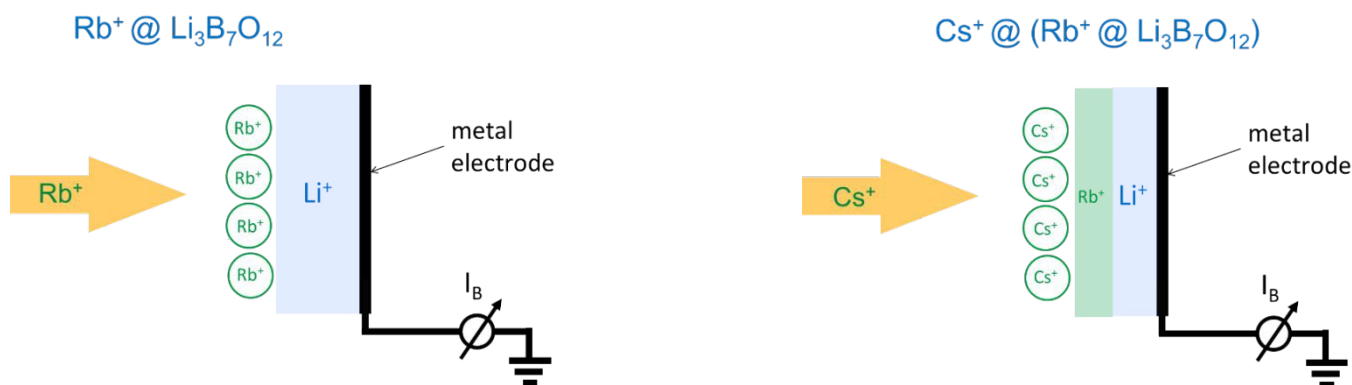 Rb⁺ @ Li₃B₇O₁₂
Rb⁺
Rb⁺
Rb⁺
Rb⁺
Rb⁺
Li⁺
metal
electrode
I_B
Cs⁺ @ (Rb⁺ @ Li₃B₇O₁₂)
Cs⁺
Cs⁺
Cs⁺
Cs⁺
Cs⁺
Rb⁺
Li⁺
metal
electrode
I_B